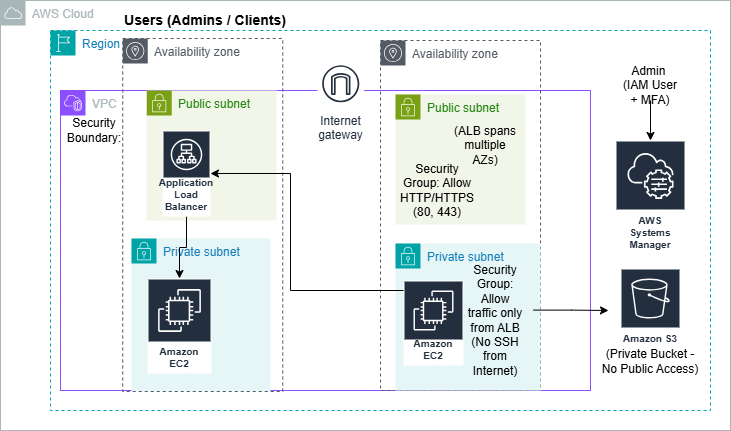 AWS Cloud
Users (Admins / Clients)
Region
Availability zone
Availability zone
VPC
Security
Boundary:
Public subnet
Internet
gateway
Public subnet
(ALB spans
multiple
AZs)
Security
Group: Allow
HTTP/HTTPS
(80, 443)
Application
Load
Balancer
Private subnet
Amazon
EC2
Private subnet
Security
Group:
Allow
traffic only
from ALB
(No SSH
from
Internet)
Amazon
EC2
Admin
(IAM User
+ MFA)
AWS
Systems
Manager
Amazon S3
(Private Bucket -
No Public Access)